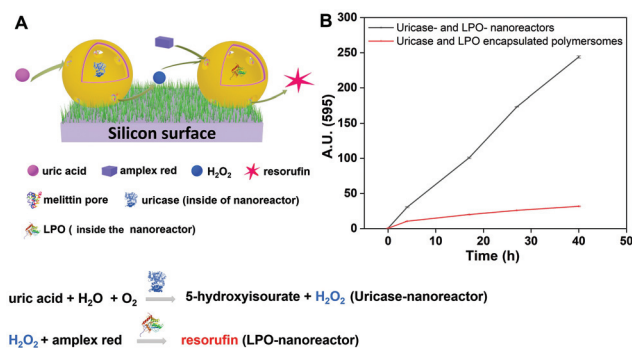 A
Silicon surface
uric acid
amplex red
H₂O₂
resorufin
melittin pore
uricase (inside of nanoreactor)
LPO ( inside the nanoreactor)
B
Uricase- and LPO- nanoreactors
Uricase and LPO encapsulated polymersomes
A.U. (595)
300
250
200
150
100
50
0
0 10 20 30 40 50
Time (h)
uric acid + H₂O + O₂ 5-hydroxyisourate + H₂O₂ (Uricase-nanoreactor)
H₂O₂ + amplex red resorufin (LPO-nanoreactor)